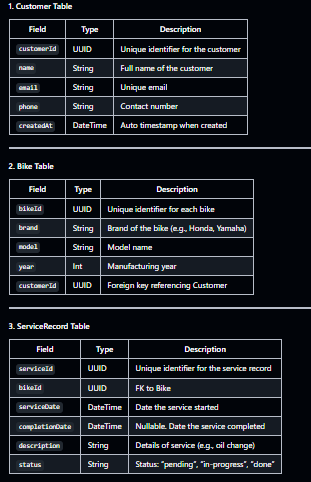 1. Customer Table
Field Type Description
customerId UUID Unique identifier for the customer
name String Full name of the customer
email String Unique email
phone String Contact number
createdAt DateTime Auto timestamp when created
2. Bike Table
Field Type Description
bikeId UUID Unique identifier for each bike
brand String Brand of the bike (e.g., Honda, Yamaha)
model String Model name
year Int Manufacturing year
customerId UUID Foreign key referencing Customer
3. ServiceRecord Table
Field Type Description
serviceId UUID Unique identifier for the service record
bikeId UUID FK to Bike
serviceDate DateTime Date the service started
completionDate DateTime Nullable. Date the service completed
description String Details of service (e.g., oil change)
status String Status: "pending", "in-progress", "done"